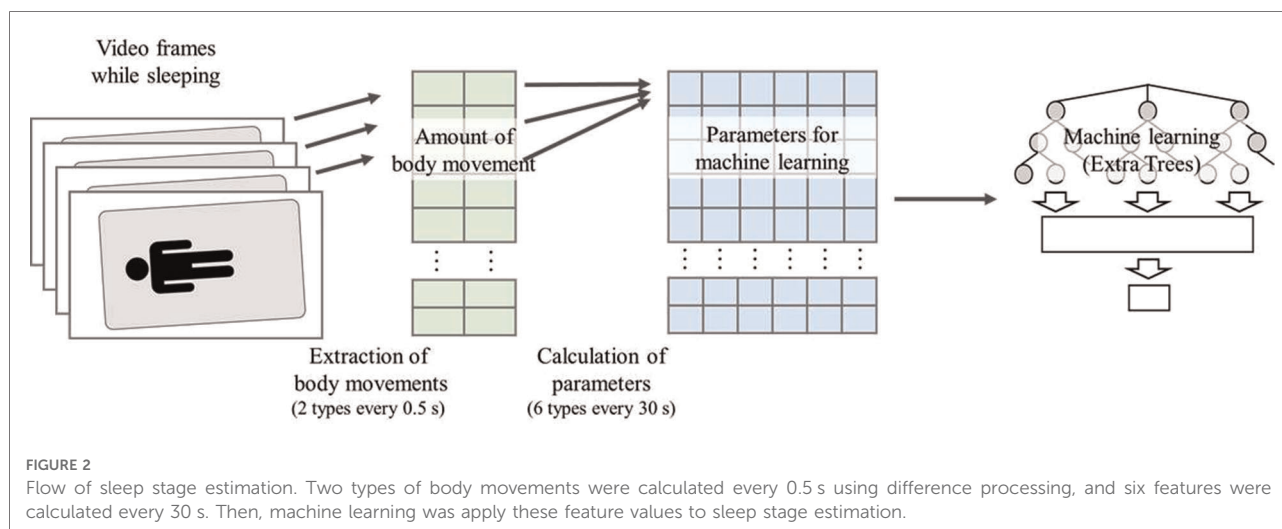 Video frames
while sleeping
Amount of
body movement
Parameters for
machine learning
Machine learning
(Extra Trees)
Extraction of
body movements
(2 types every 0.5 s)
Calculation of
parameters
(6 types every 30 s)
FIGURE 2
Flow of sleep stage estimation. Two types of body movements were calculated every 0.5 s using difference processing, and six features were
calculated every 30 s. Then, machine learning was apply these feature values to sleep stage estimation.